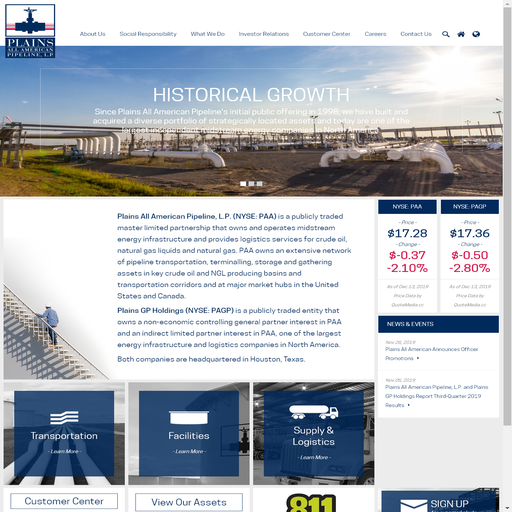 PLAINS
ALL AMERICAN
PIPELINE, L.P.
About Us
Social Responsibility
What We Do
Investor Relations
Customer Center
Careers
Contact Us
HISTORICAL GROWTH
Since Plains All American Pipeline's initial public offering in 1998, we have built and
acquired a diverse portfolio of strategically located assets and today are one of the
largest independent midstream energy companies in North America.
Plains All American Pipeline, L.P. (NYSE: PAA) is a publicly traded
master limited partnership that owns and operates midstream
energy infrastructure and provides logistics services for crude oil,
natural gas liquids and natural gas. PAA owns an extensive network
of pipeline transportation, terminalling, storage and gathering
assets in key crude oil and NGL producing basins and
transportation corridors and at major market hubs in the
United States and Canada.
Plains GP Holdings (NYSE: PAGP) is a publicly traded entity that
owns a non-economic controlling general partner interest in PAA
and an indirect limited partner interest in PAA, one of the largest
energy infrastructure and logistics companies in North America.
Both companies are headquartered in Houston, Texas.
NYSE: PAA
- Price -
$17.28
- Change -
$-0.37
-2.10%
As of Dec 13, 2019
Price Data by
QuoteMedia
NYSE: PAGP
- Price -
$17.36
- Change -
$-0.50
-2.80%
As of Dec 13, 2019
Price Data by
QuoteMedia
NEWS & EVENTS
Nov 26, 2019
Plains All American Announces Officer
Promotions
Nov 05, 2019
Plains All American Pipeline, L.P. and Plains
GP Holdings Report Third-Quarter 2019
Results
Transportation
- Learn More -
Facilities
- Learn More -
Supply &
Logistics
- Learn More -
Customer Center
View Our Assets
811
SIGN UP